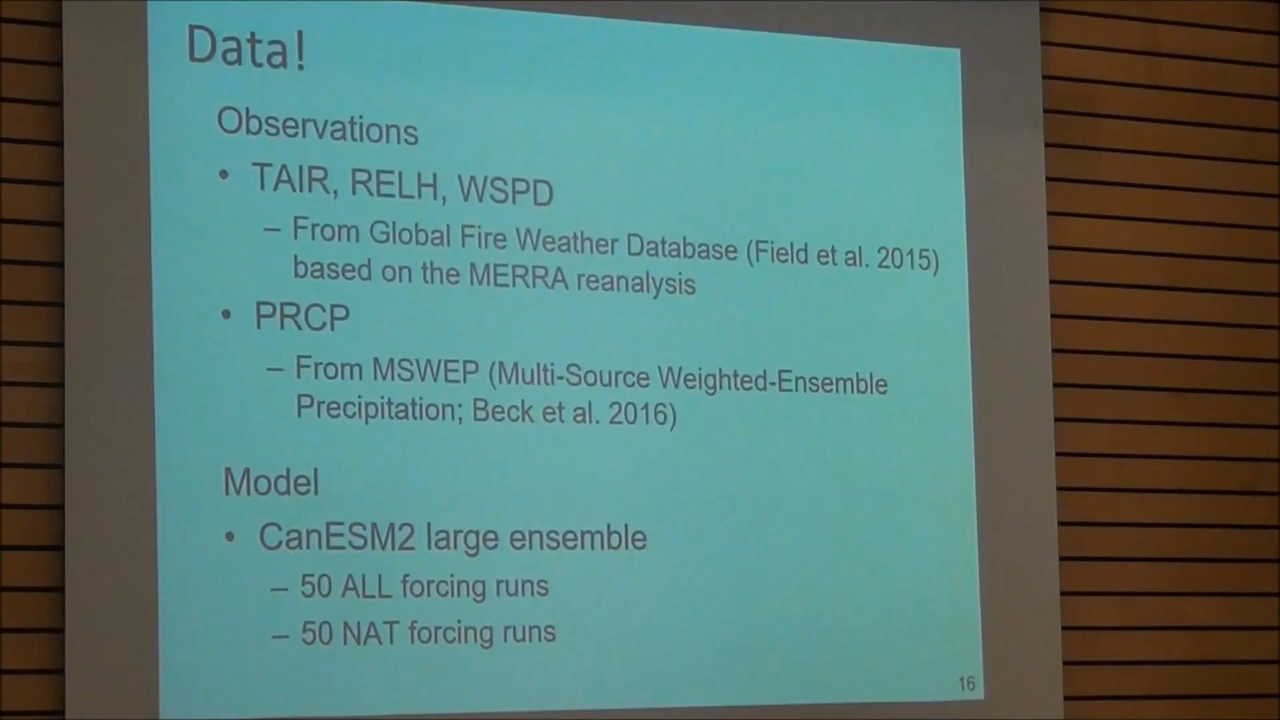 Data!
Observations
• TAIR, RELH, WSPD
– From Global Fire Weather Database (Field et al. 2015)
based on the MERRA reanalysis
• PRCP
– From MSWEP (Multi-Source Weighted-Ensemble
Precipitation; Beck et al. 2016)
Model
• CanESM2 large ensemble
– 50 ALL forcing runs
– 50 NAT forcing runs
16